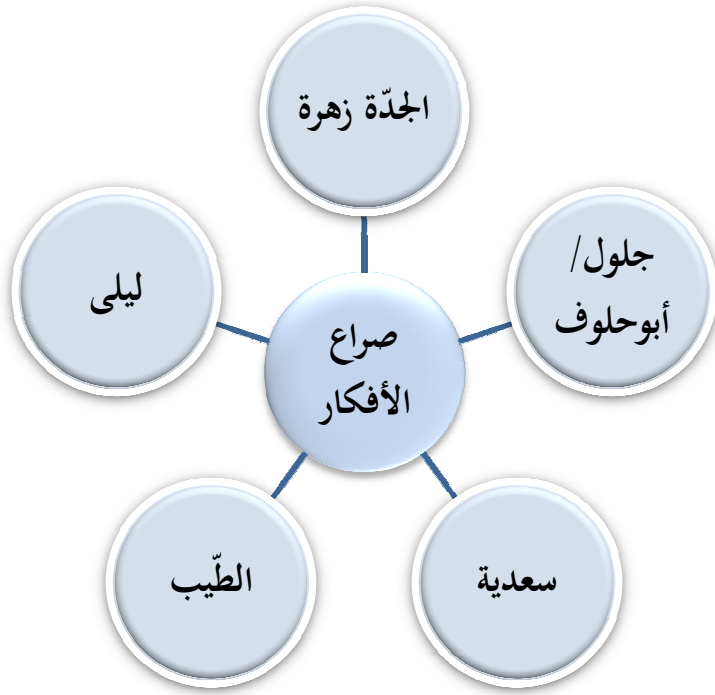 الجدّة زهرة
جلول/
أبوحلوف
ليلى
صراع
الأفكار
الطّيب
سعدية